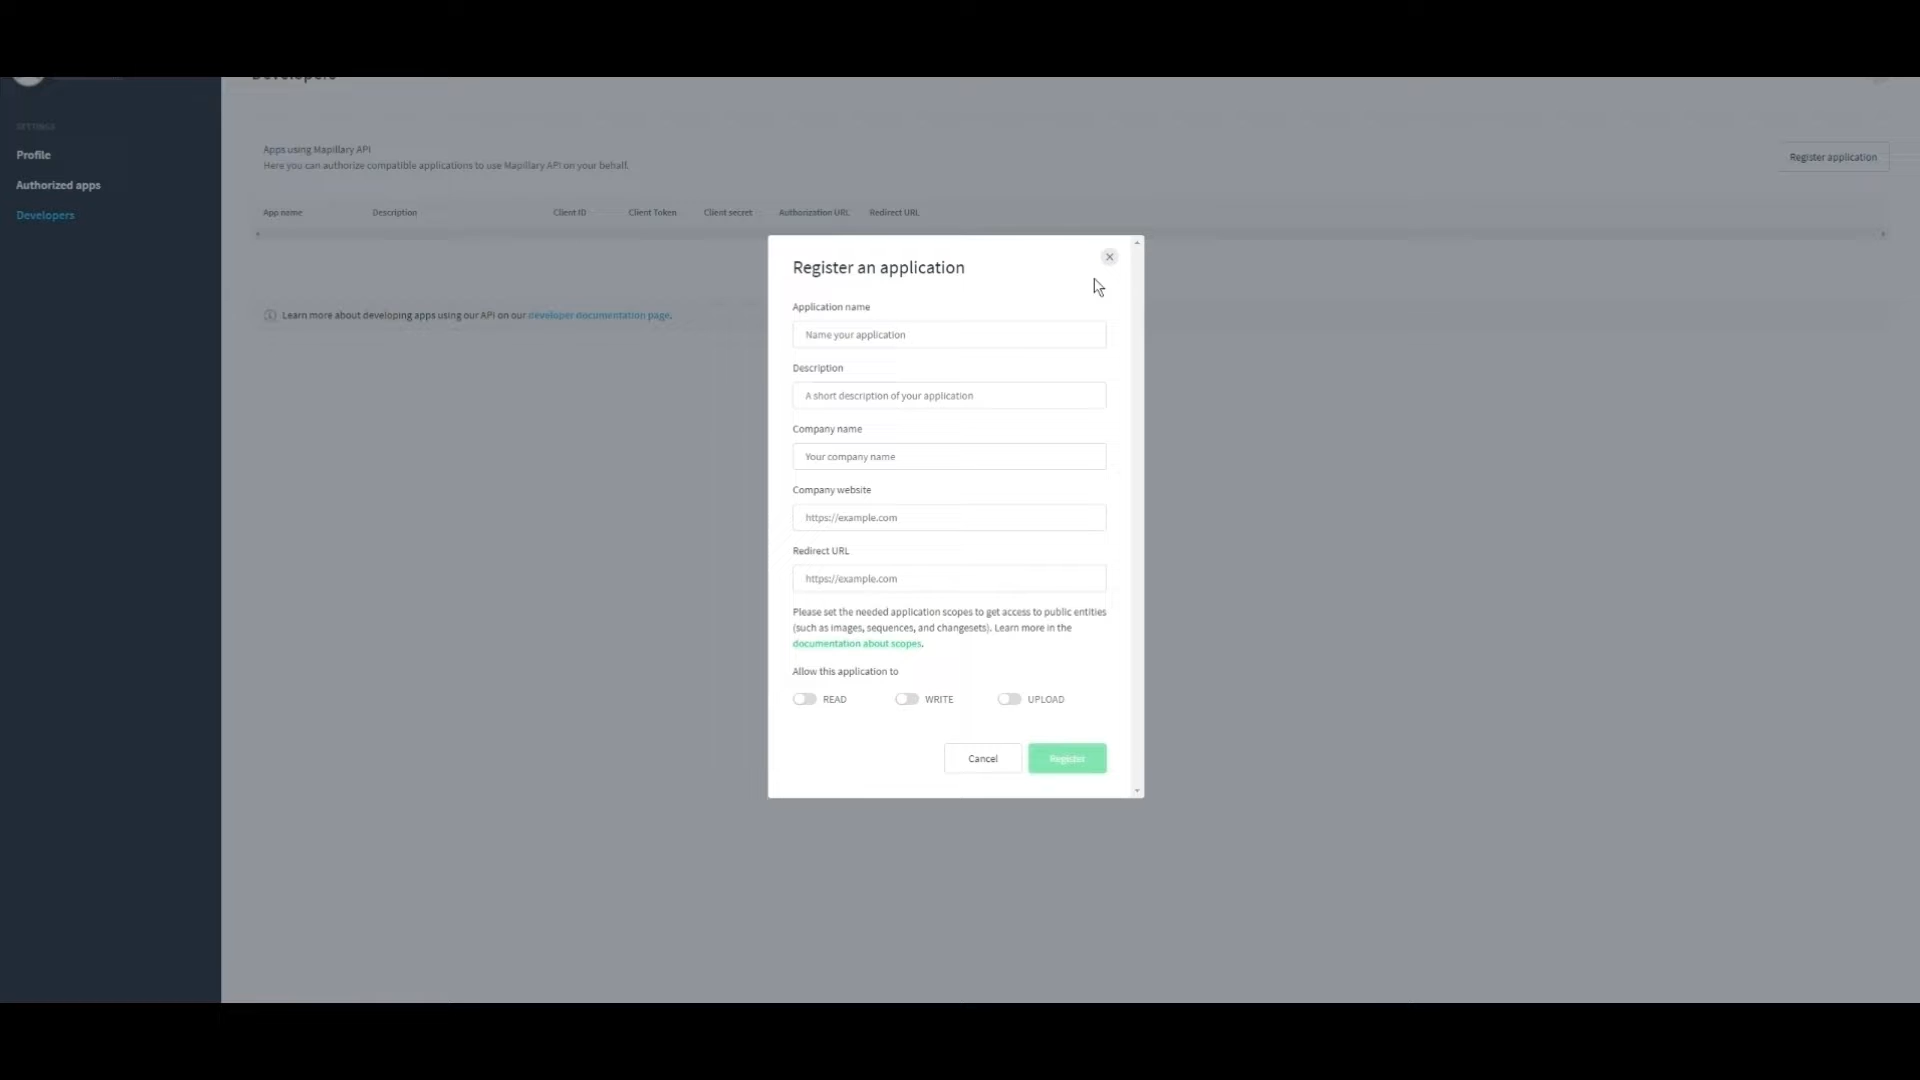 Developers
SETTINGS
Profile
Authorized apps
Developers
Apps using Mapillary API
Here you can authorize compatible applications to use Mapillary API on your behalf.
Register application
App name Description Client ID Client Token Client secret Authorization URL Redirect URL
Learn more about developing apps using our API on our developer documentation page.
Register an application
Application name
Name your application
Description
A short description of your application
Company name
Your company name
Company website
https://example.com
Redirect URL
https://example.com
Please set the needed application scopes to get access to public entities
(such as images, sequences, and changesets). Learn more in the
documentation about scopes.
Allow this application to
READ WRITE UPLOAD
Cancel Register